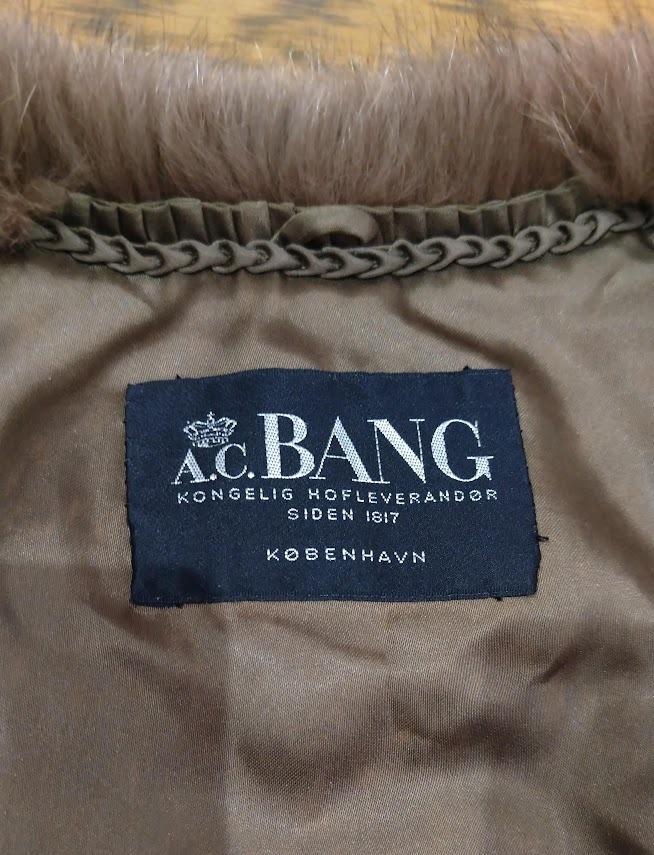 A.C. BANG
KONGELIG HOFLEVERANDØR
SIDEN 1817
KØBENHAVN